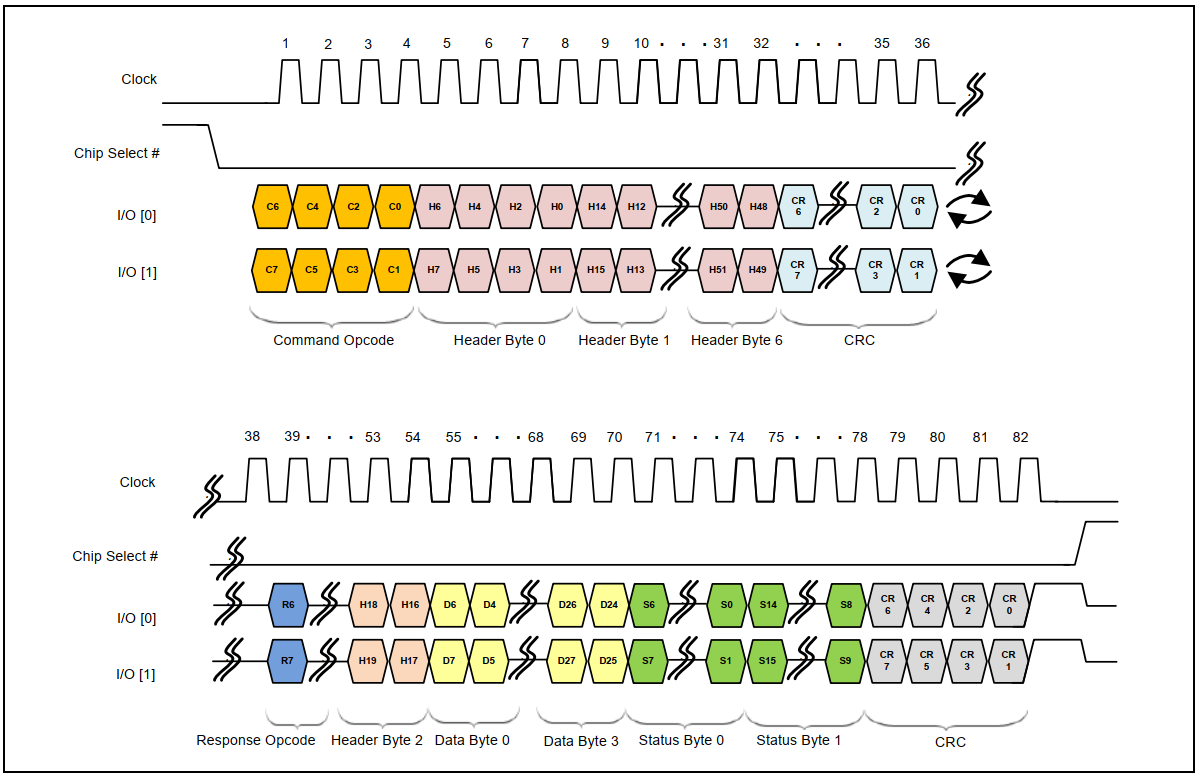 1 2 3 4 5 6 7 8 9 10 . . . 31 32 . . . 35 36
Clock
Chip Select #
I/O [0]
C6 C4 C2 C0 H6 H4 H2 H0 H14 H12 H50 H48 CR 6 CR 2 CR 0
I/O [1]
C7 C5 C3 C1 H7 H5 H3 H1 H15 H13 H51 H49 CR 7 CR 3 CR 1
Command Opcode Header Byte 0 Header Byte 1 Header Byte 6 CRC
38 39 . . . 53 54 55 . . . 68 69 70 71 . . . 74 75 . . . 78 79 80 81 82
Clock
Chip Select #
I/O [0]
R6 H18 H16 D6 D4 D26 D24 S6 S0 S14 S8 CR 6 CR 4 CR 2 CR 0
I/O [1]
R7 H19 H17 D7 D5 D27 D25 S7 S1 S15 S9 CR 7 CR 5 CR 3 CR 1
Response Opcode Header Byte 2 Data Byte 0 Data Byte 3 Status Byte 0 Status Byte 1 CRC